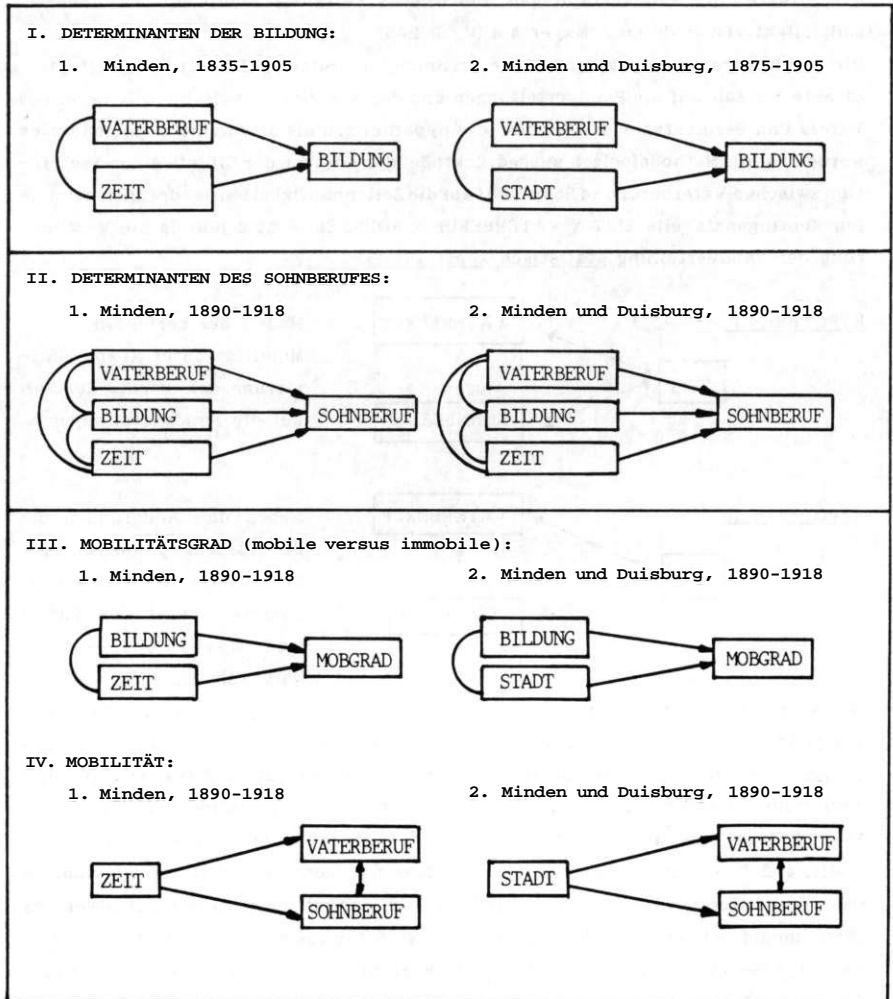 I. DETERMINANTEN DER BILDUNG:
1. Minden, 1835-1905
2. Minden und Duisburg, 1875-1905
VATERBERUF
ZEIT
BILDUNG
VATERBERUF
STADT
BILDUNG
II. DETERMINANTEN DES SOHNBERUFES:
1. Minden, 1890-1918
2. Minden und Duisburg, 1890-1918
VATERBERUF
BILDUNG
ZEIT
SOHNBERUF
VATERBERUF
BILDUNG
ZEIT
SOHNBERUF
III. MOBILITÄTSGRAD (mobile versus immobile):
1. Minden, 1890-1918
2. Minden und Duisburg, 1890-1918
BILDUNG
ZEIT
MOBGRAD
BILDUNG
STADT
MOBGRAD
IV. MOBILITÄT:
1. Minden, 1890-1918
2. Minden und Duisburg, 1890-1918
ZEIT
VATERBERUF
SOHNBERUF
STADT
VATERBERUF
SOHNBERUF